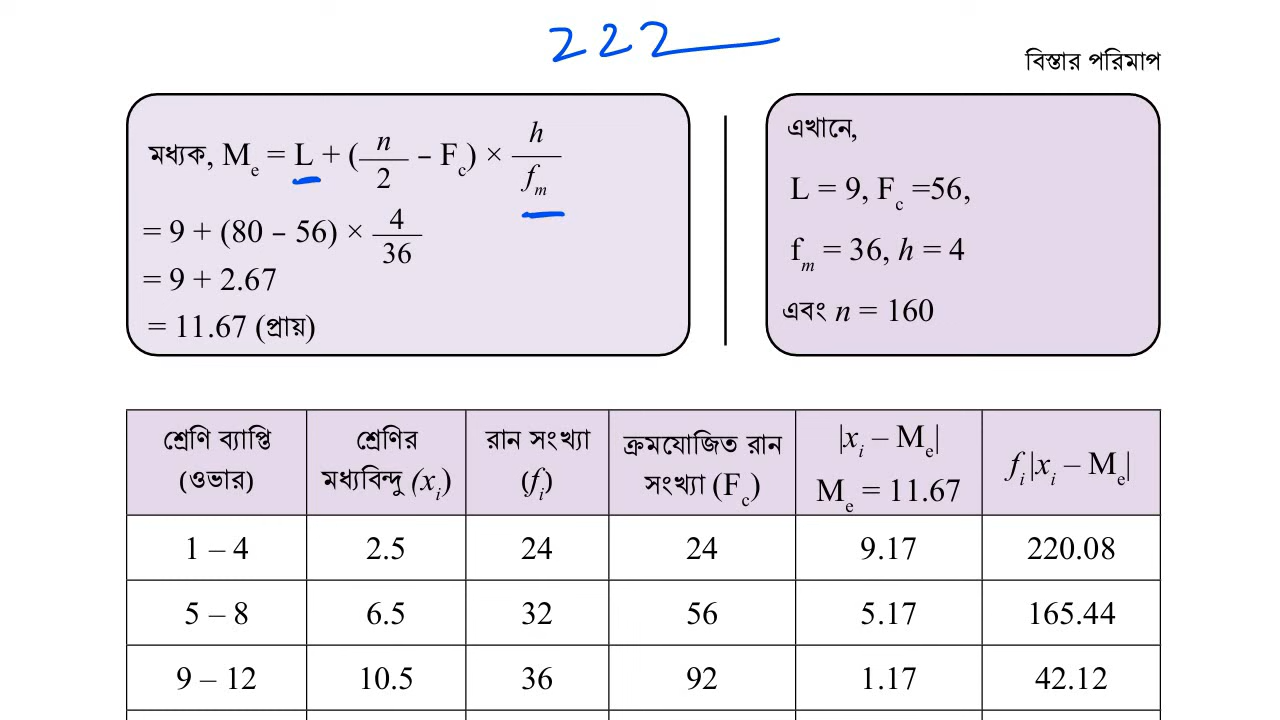 222
বিস্তার পরিমাপ
মধ্যক, Me = L + (n/2 – Fc) × h/fm
= 9 + (80 – 56) × 4/36
= 9 + 2.67
= 11.67 (প্রায়)
এখানে,
L = 9, Fc =56,
fm = 36, h = 4
এবং n = 160
শ্রেণি ব্যাপ্তি (ওভার) শ্রেণির মধ্যবিন্দু (xi) রান সংখ্যা (fi) ক্রমযোজিত রান সংখ্যা (Fc) |xi – Me| Me = 11.67 fi|xi – Me|
1 – 4 2.5 24 24 9.17 220.08
5 – 8 6.5 32 56 5.17 165.44
9 – 12 10.5 36 92 1.17 42.12